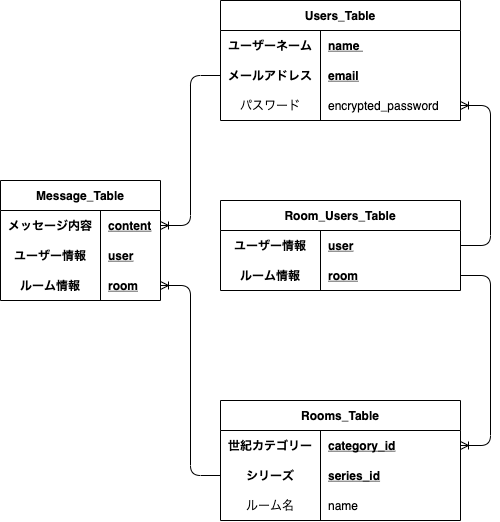 Users_Table
ユーザーネーム name
メールアドレス email
パスワード encrypted_password
Message_Table
メッセージ内容 content
ユーザー情報 user
ルーム情報 room
Room_Users_Table
ユーザー情報 user
ルーム情報 room
Rooms_Table
世紀カテゴリー category_id
シリーズ series_id
ルーム名 name